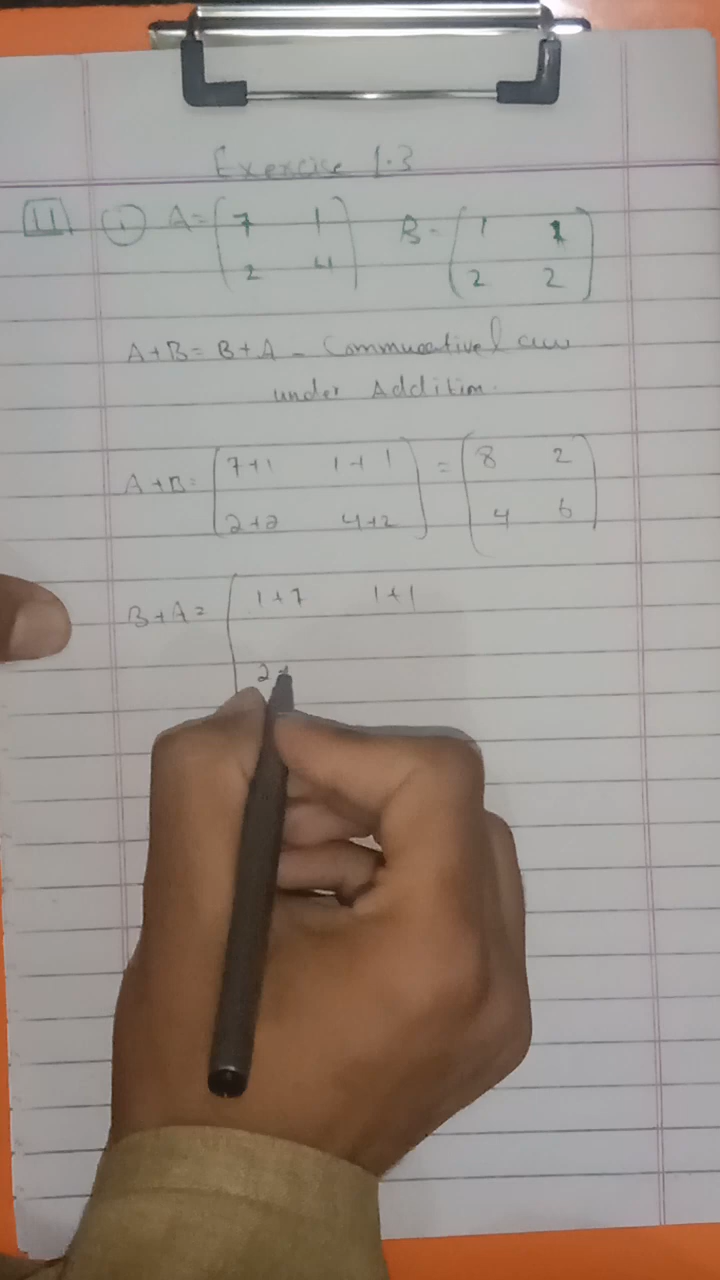 Exercise 1.3
11 (i) A = (7 1 B = (1 1
2 4) 2 2)
A+B = B+A - Commucative law
under Addition.
A+B = [7+1 1+1 = (8 2
2+2 4+2] 4 6)
B+A = [1+7 1+1
2+